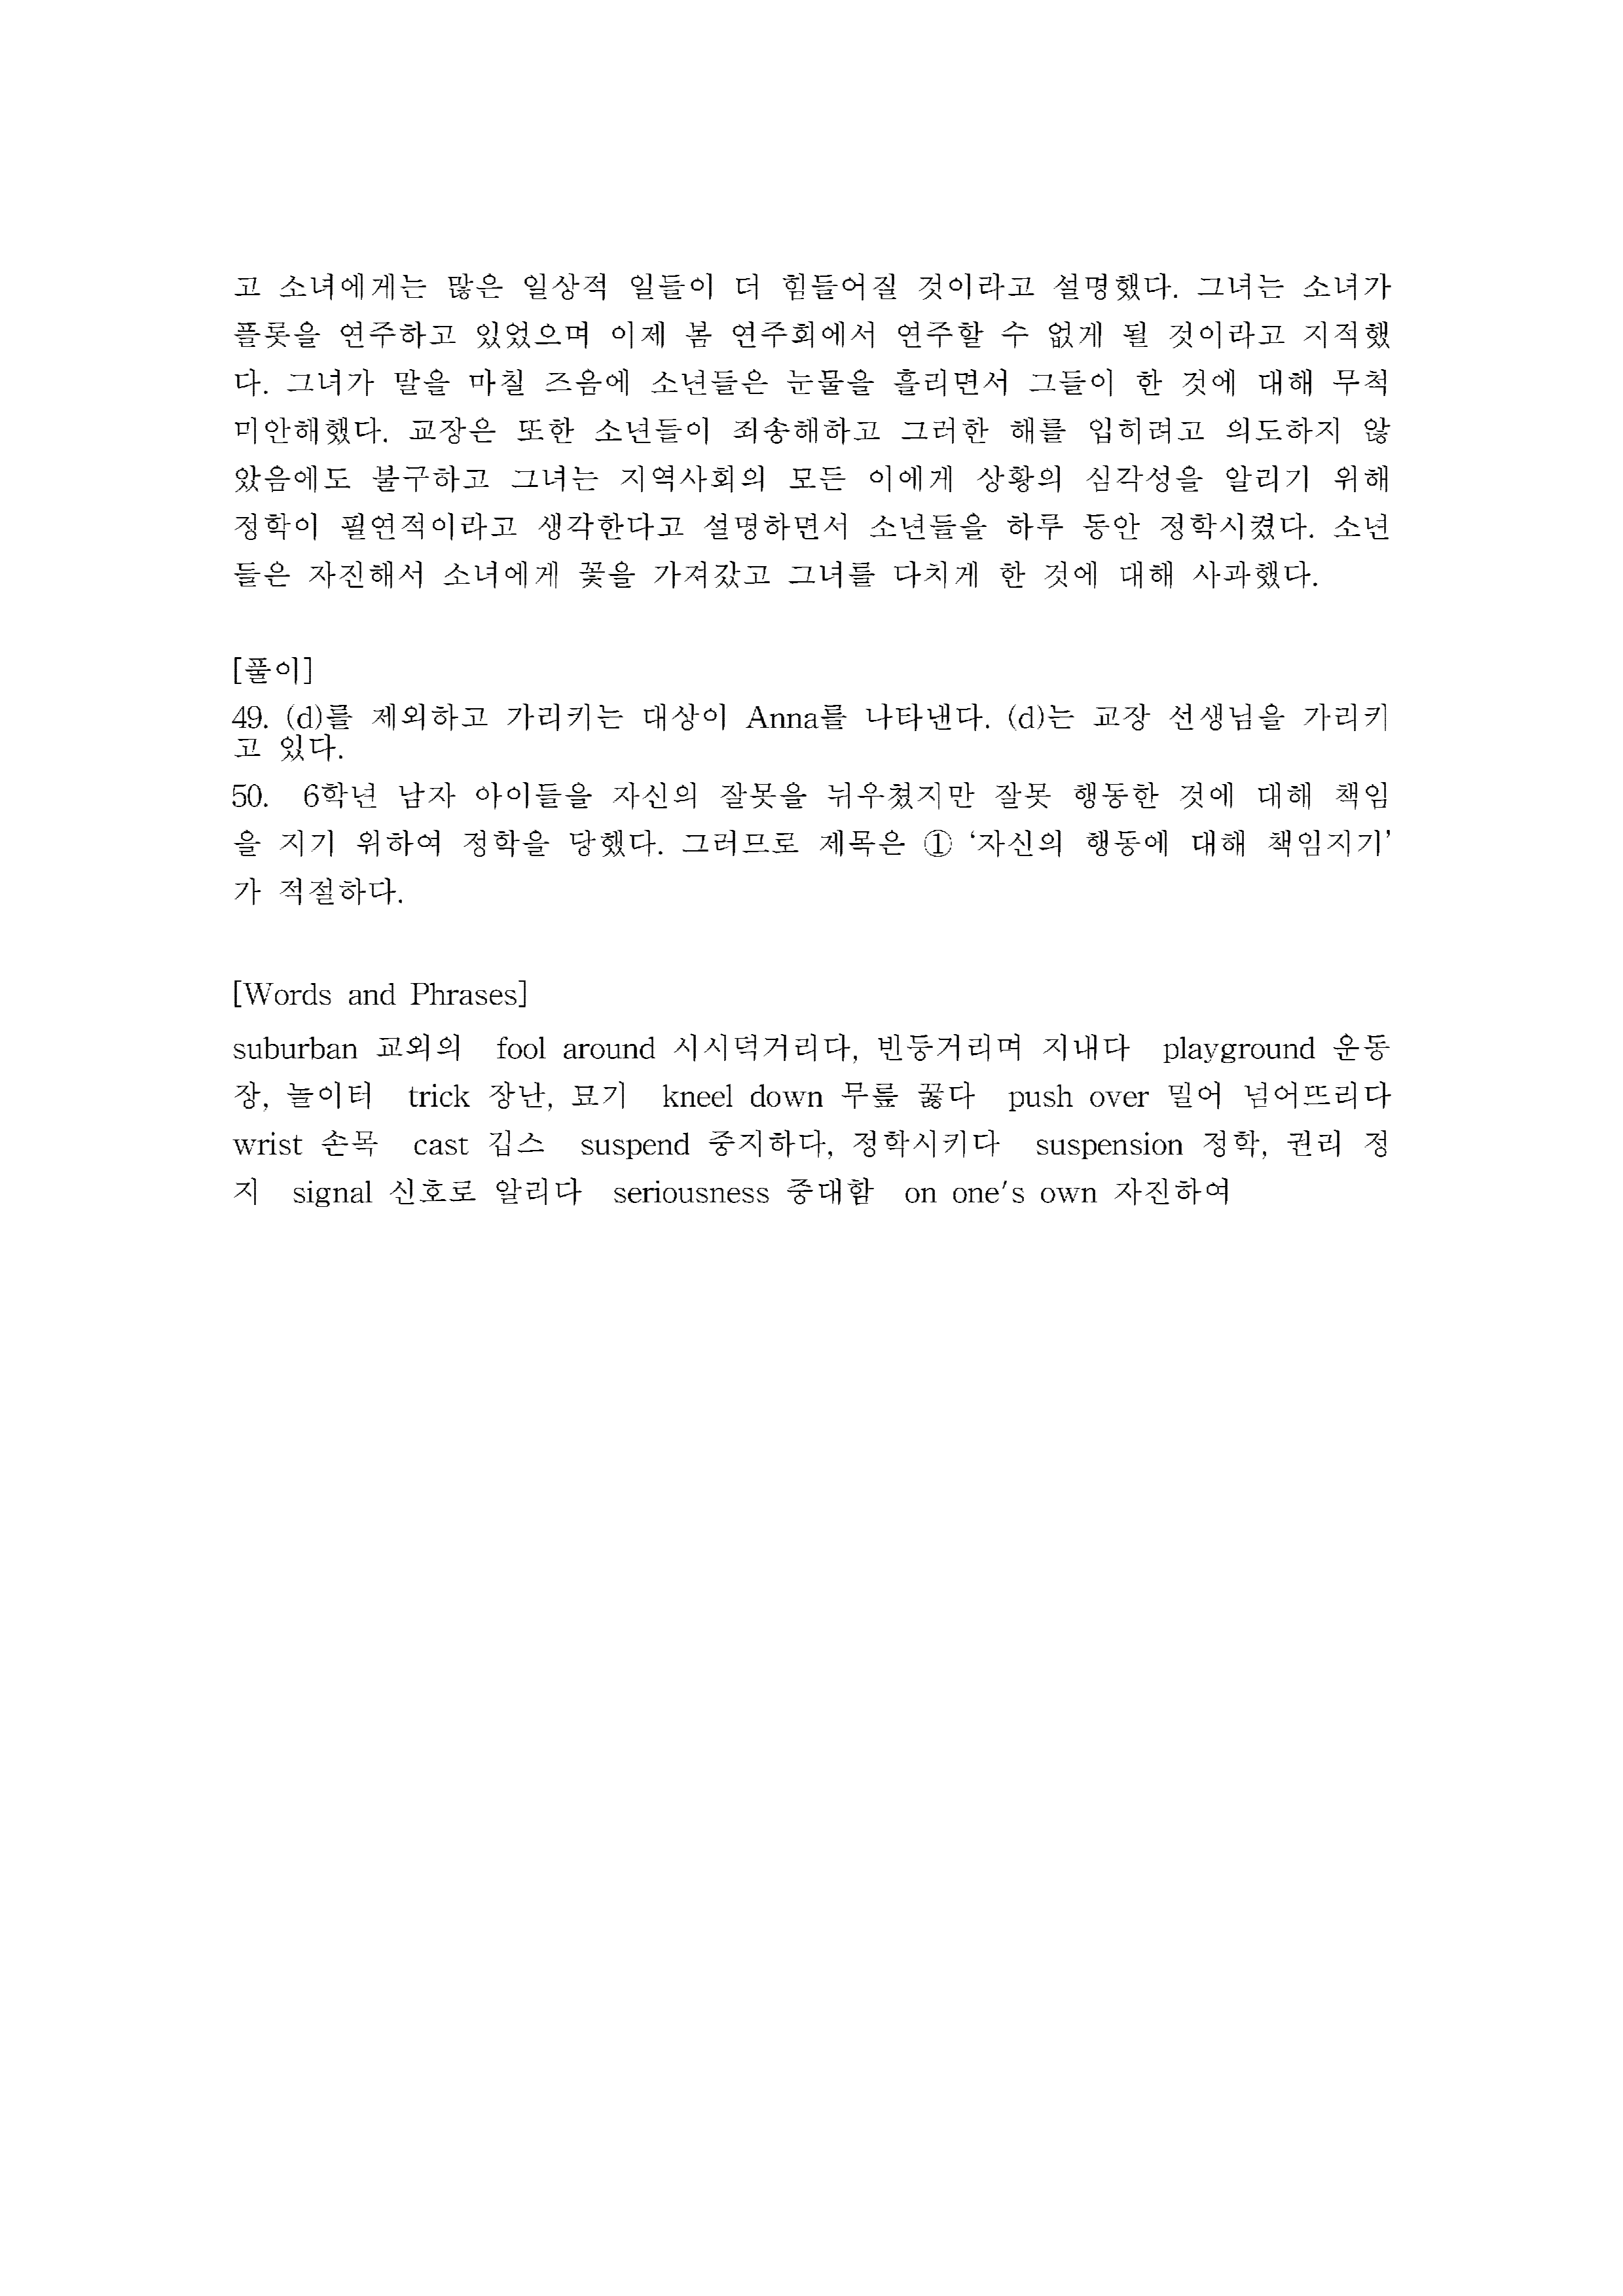 고 소녀에게는 많은 일상적 일들이 더 힘들어질 것이라고 설명했다. 그녀는 소녀가
플롯을 연주하고 있었으며 이제 봄 연주회에서 연주할 수 없게 될 것이라고 지적했
다. 그녀가 말을 마칠 즈음에 소년들은 눈물을 흘리면서 그들이 한 것에 대해 무척
미안해했다. 교장은 또한 소년들이 죄송해하고 그러한 해를 입히려고 의도하지 않
았음에도 불구하고 그녀는 지역사회의 모든 이에게 상황의 심각성을 알리기 위해
정학이 필연적이라고 생각한다고 설명하면서 소년들을 하루 동안 정학시켰다. 소년
들은 자진해서 소녀에게 꽃을 가져갔고 그녀를 다치게 한 것에 대해 사과했다.
[풀이]
49. (d)를 제외하고 가리키는 대상이 Anna를 나타낸다. (d)는 교장 선생님을 가리키
고 있다.
50. 6학년 남자 아이들을 자신의 잘못을 뉘우쳤지만 잘못 행동한 것에 대해 책임
을 지기 위하여 정학을 당했다. 그러므로 제목은 ① ‘자신의 행동에 대해 책임지기’
가 적절하다.
[Words and Phrases]
suburban 교외의 fool around 시시덕거리다, 빈둥거리며 지내다 playground 운동
장, 놀이터 trick 장난, 묘기 kneel down 무릎 꿇다 push over 밀어 넘어뜨리다
wrist 손목 cast 깁스 suspend 중지하다, 정학시키다 suspension 정학, 권리 정
지 signal 신호로 알리다 seriousness 중대함 on one's own 자진하여